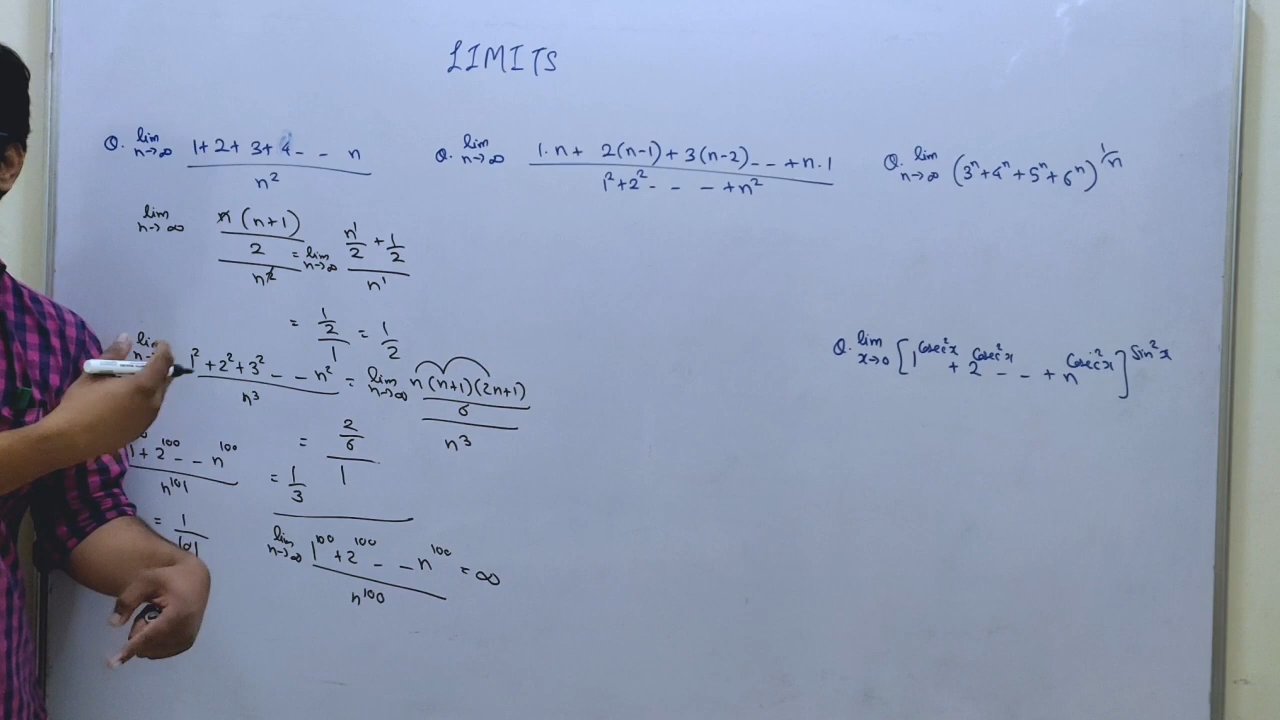 LIMITS
Q. lim n→∞ (1+2+3+4 - - n) / n²
lim n→∞ (n(n+1)/2) / n² = lim n→∞ (n¹/2 + 1/2) / n¹
= (1/2)/1 = 1/2
lim 1²+2²+3² - - n² / n³ = lim n→∞ (n(n+1)(2n+1)/6) / n³
= (2/6)/1
= 1/3
1 + 2¹⁰⁰ - - n¹⁰⁰ / n¹⁰¹
= 1/101
lim n→∞ (1¹⁰⁰+2¹⁰⁰ - - n¹⁰⁰) / n¹⁰⁰ = ∞
Q. lim n→∞ (1.n + 2(n-1)+3(n-2) - - +n.1) / (1²+2² - - - +n²)
Q. lim n→∞ (3ⁿ+4ⁿ+5ⁿ+6ⁿ)^(1/n)
Q. lim x→0 [1^(Cosec²x) + 2^(Cosec²x) - - + n^(Cosec²x)]^(Sin²x)